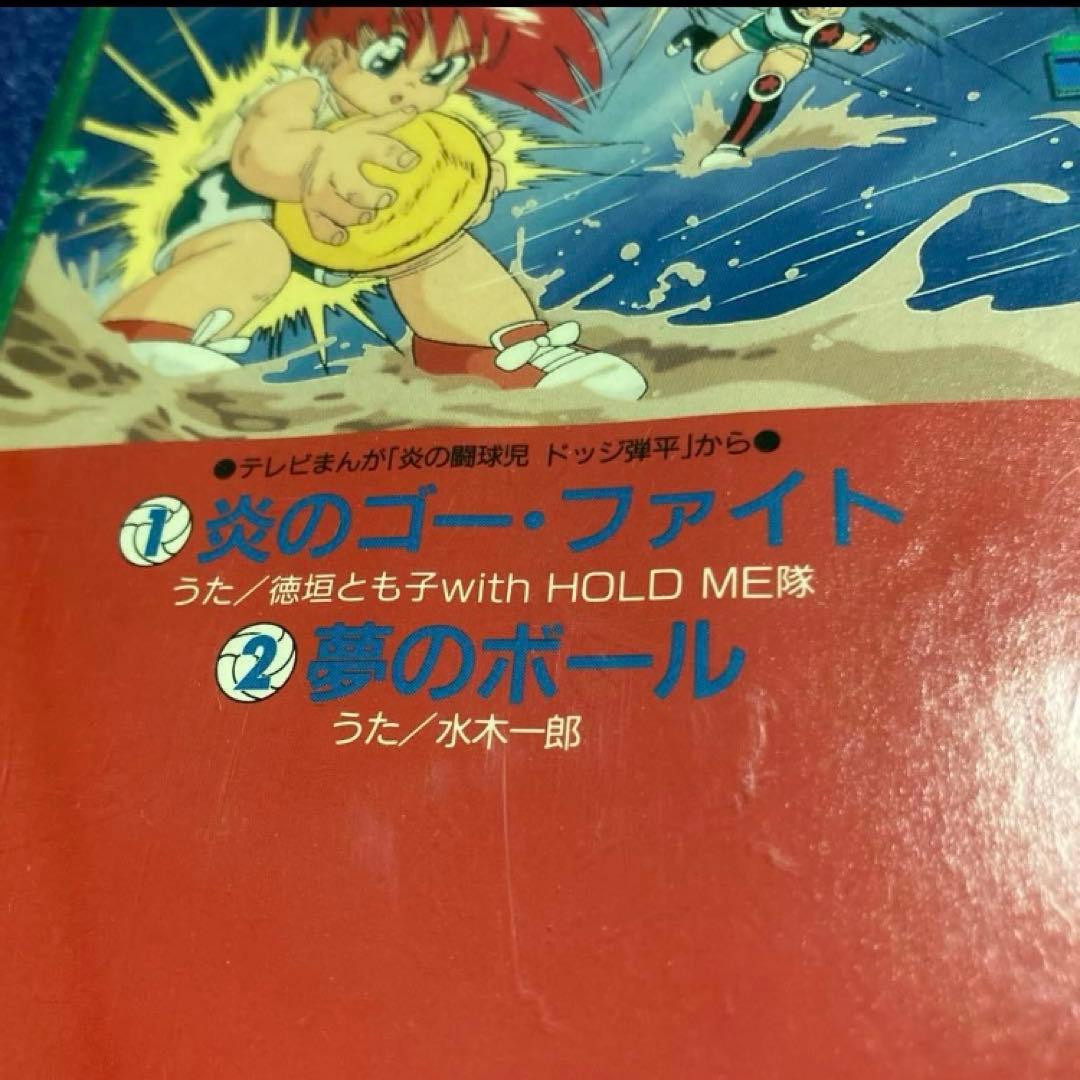 ●テレビまんが「炎の闘球児 ドッジ弾平」から●
1 炎のゴー・ファイト
うた／徳垣とも子with HOLD ME隊
2 夢のボール
うた／水木一郎